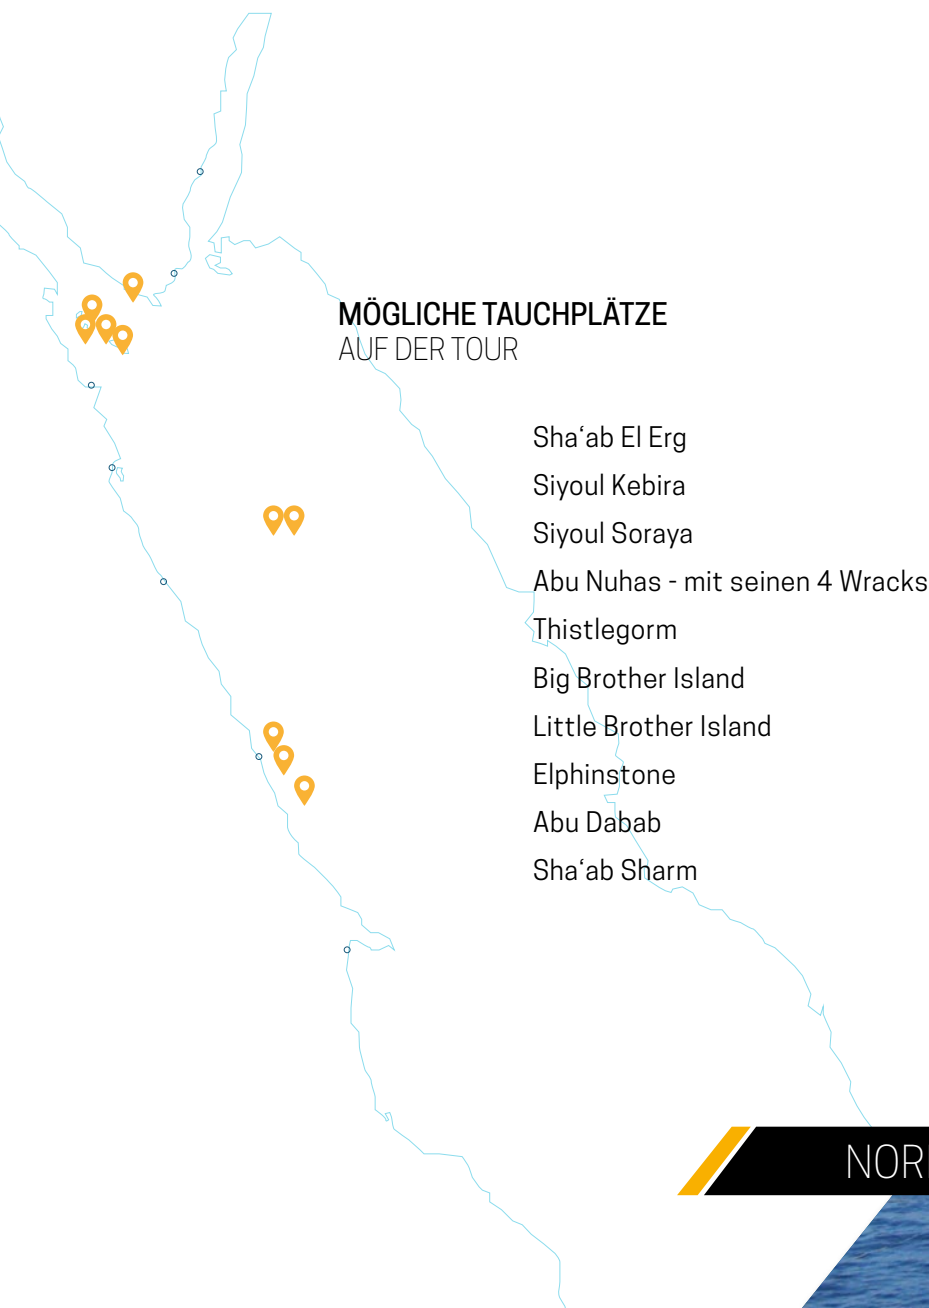 MÖGLICHE TAUCHPLÄTZE
AUF DER TOUR
Sha‘ab El Erg
Siyoul Kebira
Siyoul Soraya
Abu Nuhas - mit seinen 4 Wracks
Thistlegorm
Big Brother Island
Little Brother Island
Elphinstone
Abu Dabab
Sha‘ab Sharm